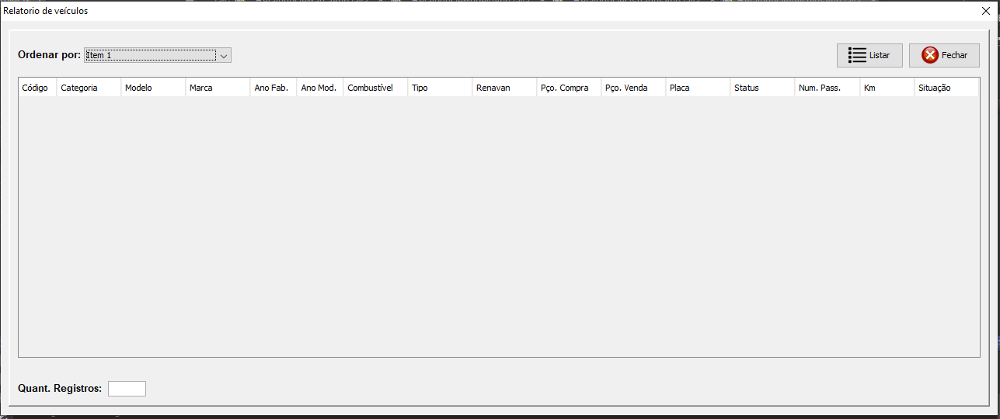 Relatorio de veículos
Ordenar por: Item 1 Listar Fechar
Código Categoria Modelo Marca Ano Fab. Ano Mod. Combustível Tipo Renavan Pço. Compra Pço. Venda Placa Status Num. Pass. Km Situação
Quant. Registros: